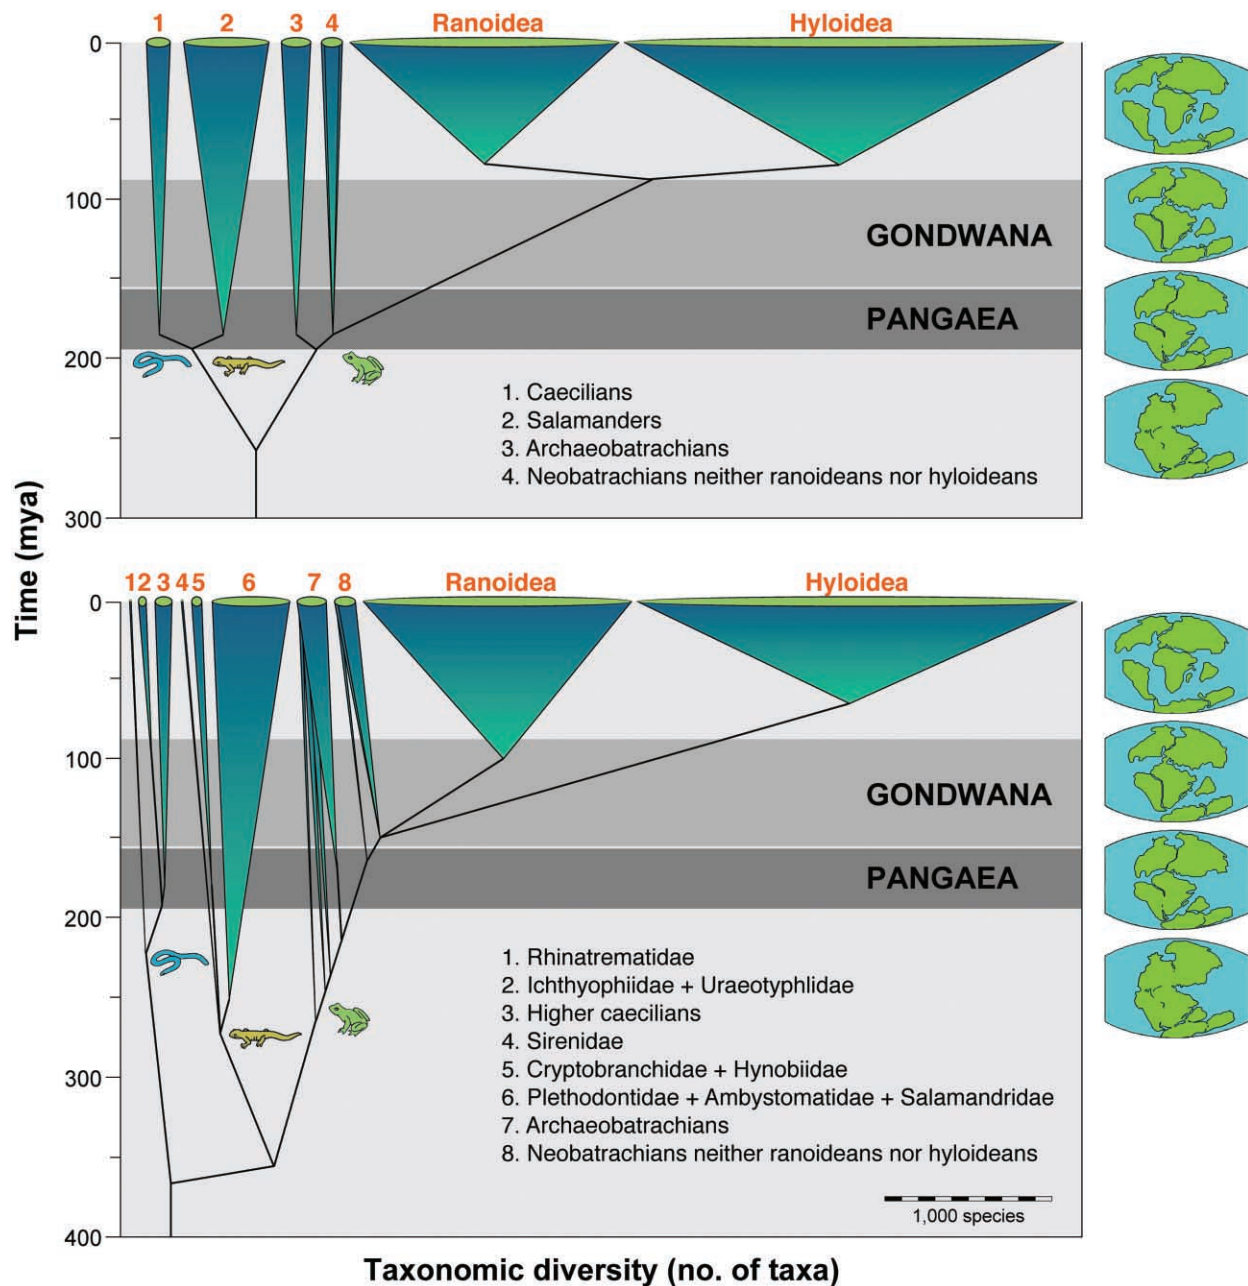 1 2 3 4 Ranoidea Hyloidea
0
100
GONDWANA
PANGAEA
200
1. Caecilians
2. Salamanders
3. Archaeobatrachians
4. Neobatrachians neither ranoideans nor hyloideans
300
Time (mya)
12 3 4 5 6 7 8 Ranoidea Hyloidea
0
100
GONDWANA
PANGAEA
200
1. Rhinatrematidae
2. Ichthyophiidae + Uraeotyphlidae
3. Higher caecilians
4. Sirenidae
300
5. Cryptobranchidae + Hynobiidae
6. Plethodontidae + Ambystomatidae + Salamandridae
7. Archaeobatrachians
8. Neobatrachians neither ranoideans nor hyloideans
1,000 species
400
Taxonomic diversity (no. of taxa)